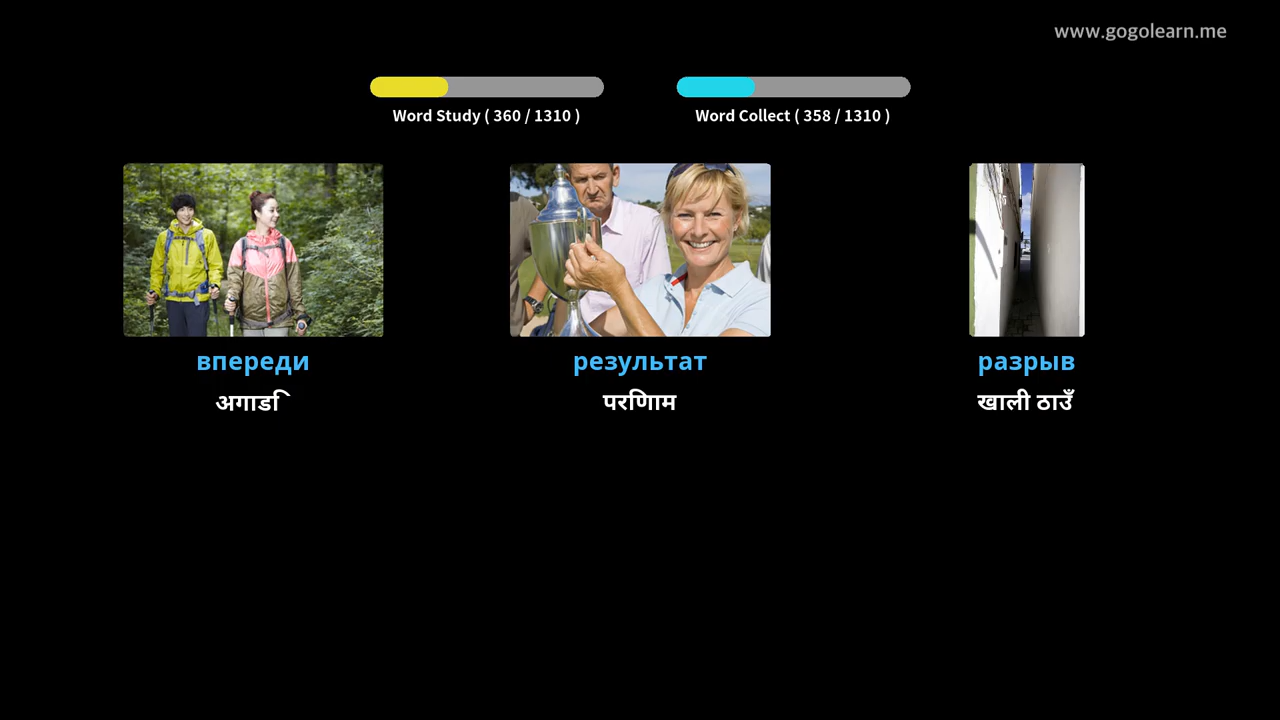 www.gogolearn.me
Word Study ( 360 / 1310 )
Word Collect ( 358 / 1310 )
впереди
результат
разрыв
अगाडि
परिणाम
खाली ठाउँ